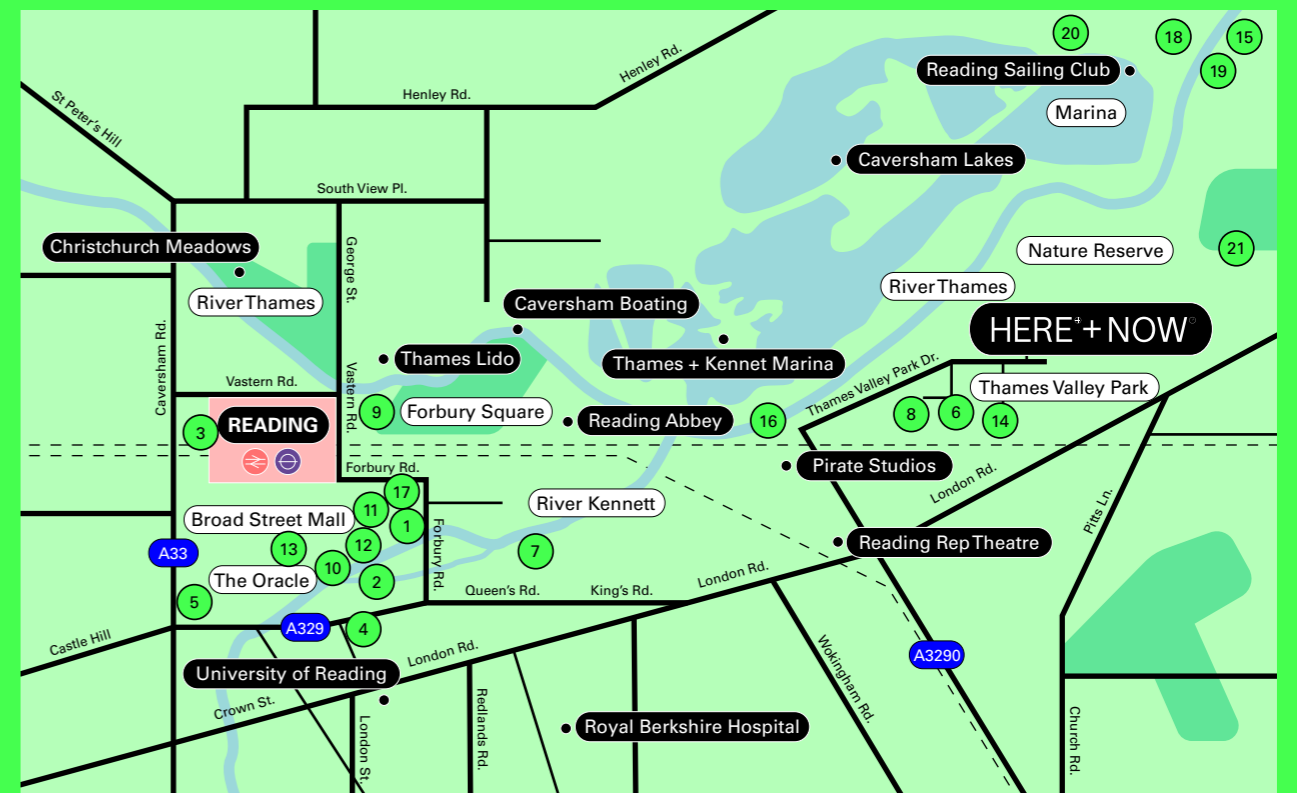 20
18
15
Reading Sailing Club
19
Henley Rd.
Henley Rd.
Marina
St Peter's Hill
Caversham Lakes
South View Pl.
Christchurch Meadows
George St.
Nature Reserve
21
River Thames
River Thames
Caversham Boating
HERE + + NOW
Caversham Rd.
Thames Lido
Thames + Kennet Marina
Vastern Rd.
Vastern Rd.
Thames Valley Park Dr.
Thames Valley Park
3
READING
9
Forbury Square
Reading Abbey
16
8
6
14
Forbury Rd.
Pirate Studios
London Rd.
17
River Kennett
Pitts Ln.
11
Broad Street Mall
1
Forbury Rd.
A33
13
12
7
Reading Rep Theatre
10
The Oracle
2
5
Queen's Rd.
King's Rd.
London Rd.
A329
4
Castle Hill
London Rd.
A3290
University of Reading
Wokingham Rd.
Crown St.
London St.
Redlands Rd.
Royal Berkshire Hospital
Church Rd.